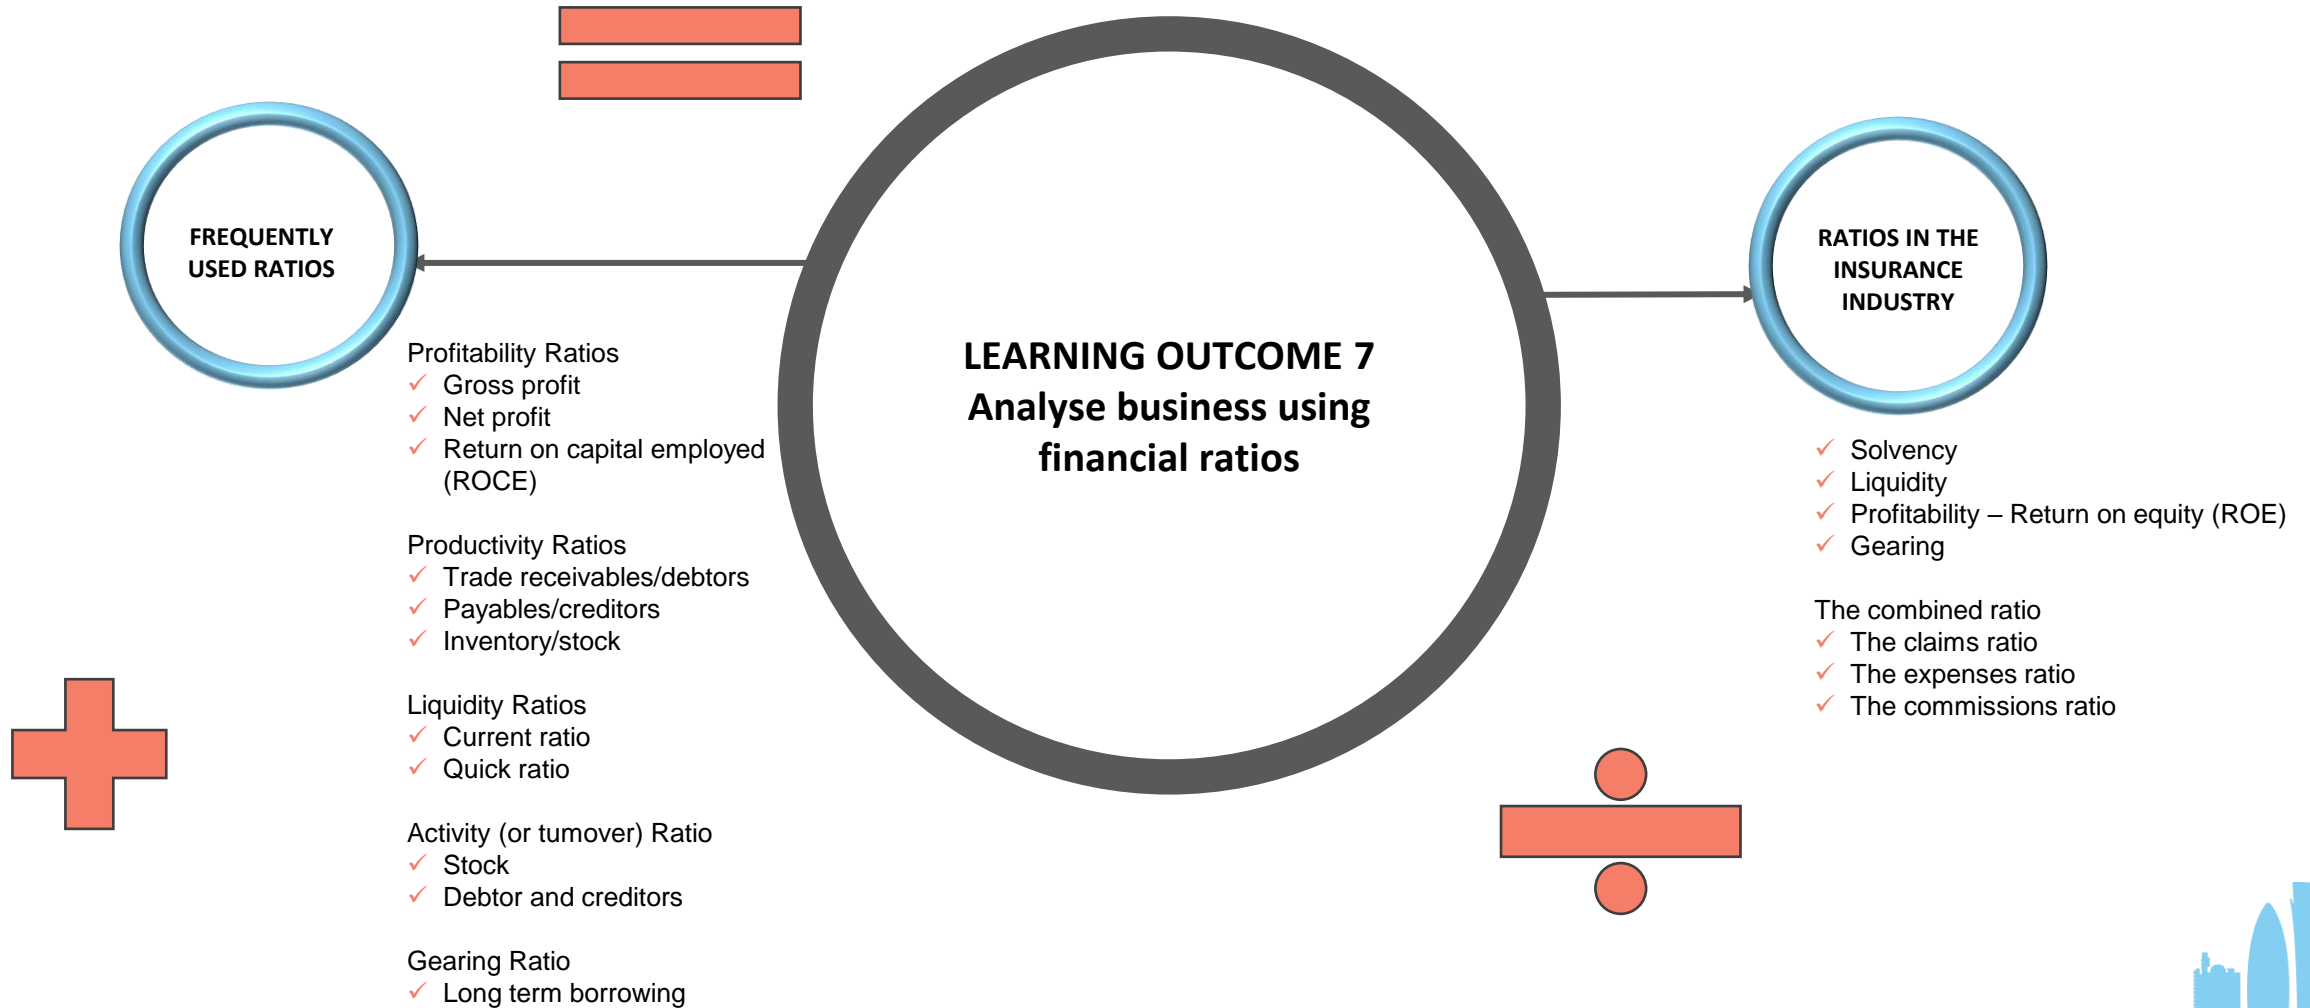 FREQUENTLY
USED RATIOS
Profitability Ratios
✓ Gross profit
✓ Net profit
✓ Return on capital employed
(ROCE)
Productivity Ratios
✓ Trade receivables/debtors
✓ Payables/creditors
✓ Inventory/stock
Liquidity Ratios
✓ Current ratio
✓ Quick ratio
Activity (or tumover) Ratio
✓ Stock
✓ Debtor and creditors
Gearing Ratio
✓ Long term borrowing
LEARNING OUTCOME 7
Analyse business using
financial ratios
RATIOS IN THE
INSURANCE
INDUSTRY
✓ Solvency
✓ Liquidity
✓ Profitability – Return on equity (ROE)
✓ Gearing
The combined ratio
✓ The claims ratio
✓ The expenses ratio
✓ The commissions ratio